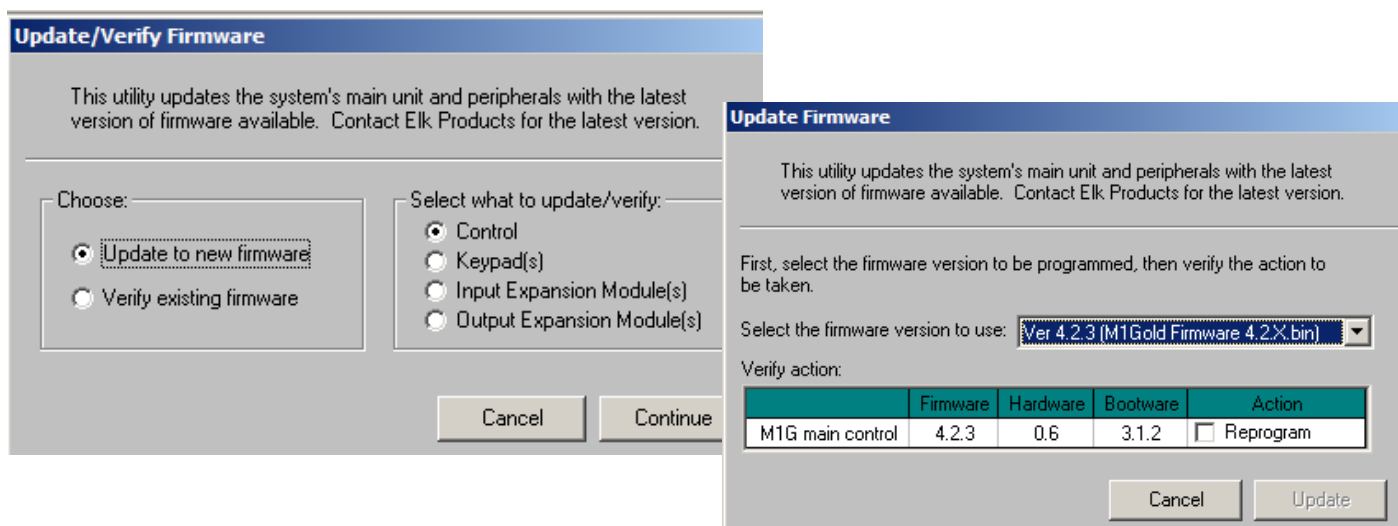 Update/Verify Firmware
This utility updates the system's main unit and peripherals with the latest
version of firmware available.  Contact Elk Products for the latest version.
Choose:
Update to new firmware
Verify existing firmware
Select what to update/verify:
Control
Keypad(s)
Input Expansion Module(s)
Output Expansion Module(s)
Cancel
Continue
Update Firmware
This utility updates the system's main unit and peripherals with the latest
version of firmware available.  Contact Elk Products for the latest version.
First, select the firmware version to be programmed, then verify the action to
be taken.
Select the firmware version to use: Ver 4.2.3 (M1Gold Firmware 4.2.X.bin)
Verify action:
Firmware Hardware Bootware Action
M1G main control 4.2.3 0.6 3.1.2 Reprogram
Cancel Update